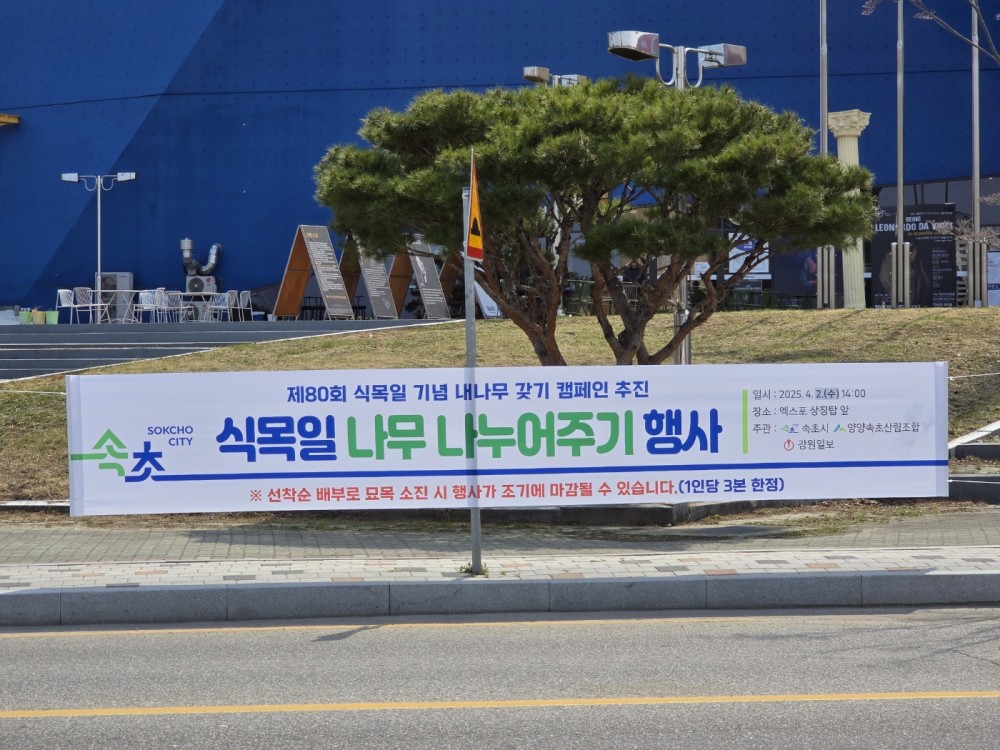 제80회 식목일 기념 내나무 갖기 캠페인 추진
속초
SOKCHO
CITY
식목일 나무 나누어주기 행사
※ 선착순 배부로 묘목 소진 시 행사가 조기에 마감될 수 있습니다.(1인당 3본 한정)
일시 : 2025. 4. 2.(수) 14:00
장소 : 엑스포 상징탑 앞
주관 : 속초시 양양속초산림조합
강원일보
LEONARDO DA